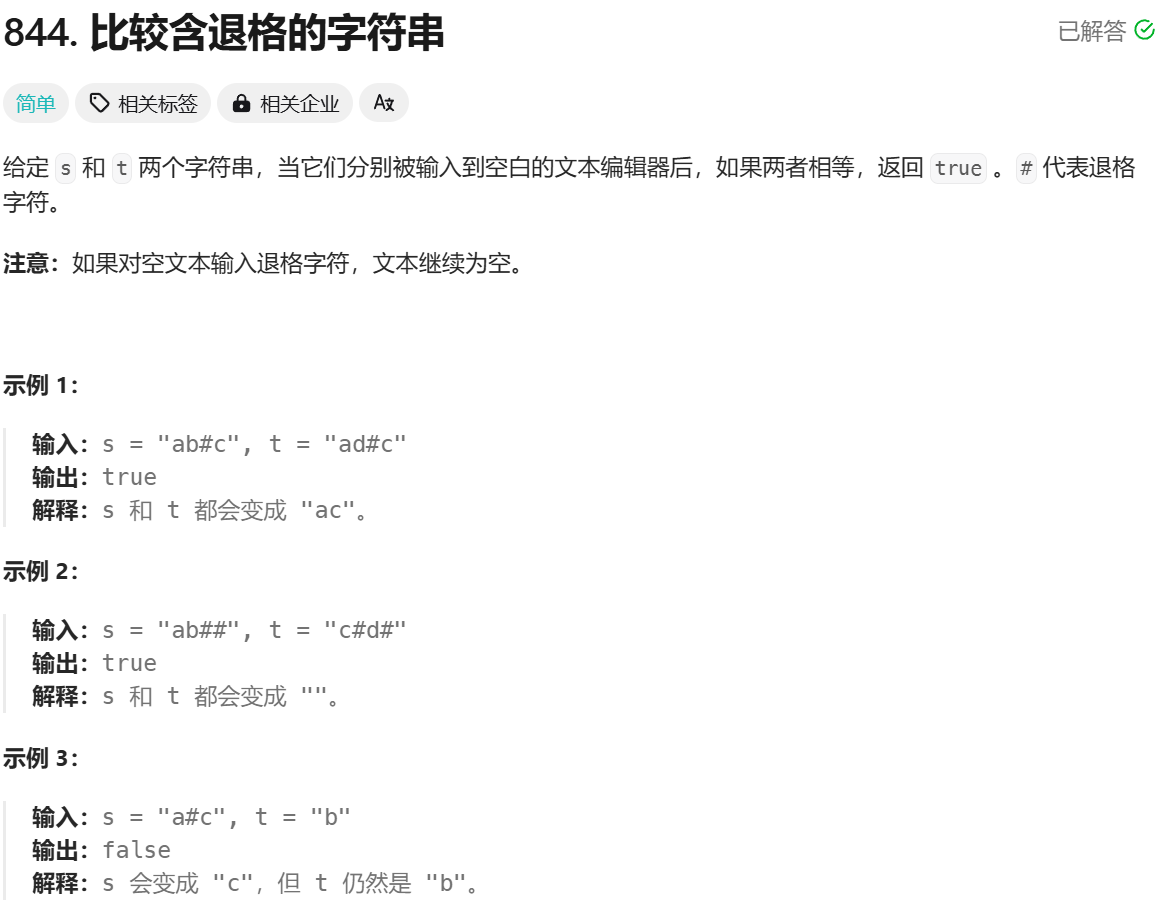 844. 比较含退格的字符串
已解答
简单
相关标签
相关企业
给定 s 和 t 两个字符串，当它们分别被输入到空白的文本编辑器后，如果两者相等，返回 true 。# 代表退格
字符。
注意：如果对空文本输入退格字符，文本继续为空。
示例 1：
输入：s = "ab#c", t = "ad#c"
输出：true
解释：s 和 t 都会变成 "ac"。
示例 2：
输入：s = "ab##", t = "c#d#"
输出：true
解释：s 和 t 都会变成 ""。
示例 3：
输入：s = "a#c", t = "b"
输出：false
解释：s 会变成 "c"，但 t 仍然是 "b"。